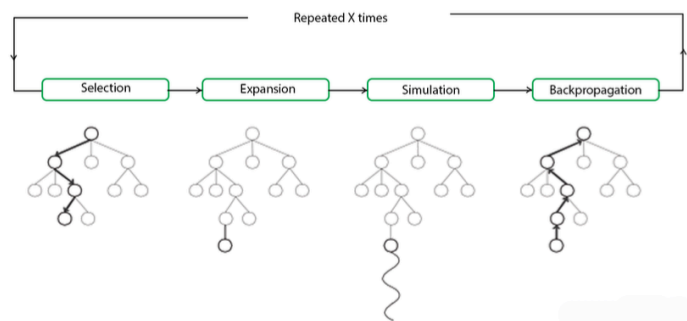 Repeated X times
Selection
Expansion
Simulation
Backpropagation